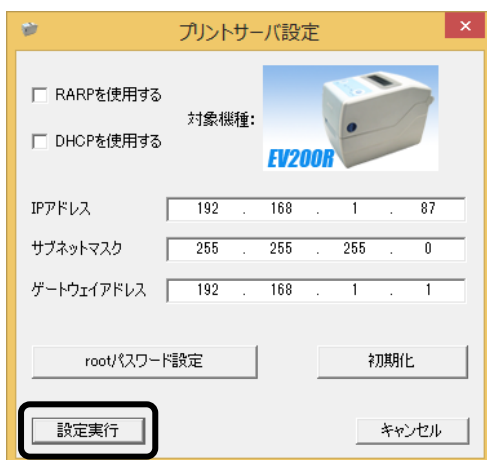 プリントサーバ設定
RARPを使用する
DHCPを使用する
対象機種:
EV200R
IPアドレス 192 . 168 . 1 . 87
サブネットマスク 255 . 255 . 255 . 0
ゲートウェイアドレス 192 . 168 . 1 . 1
rootパスワード設定 初期化
設定実行 キャンセル